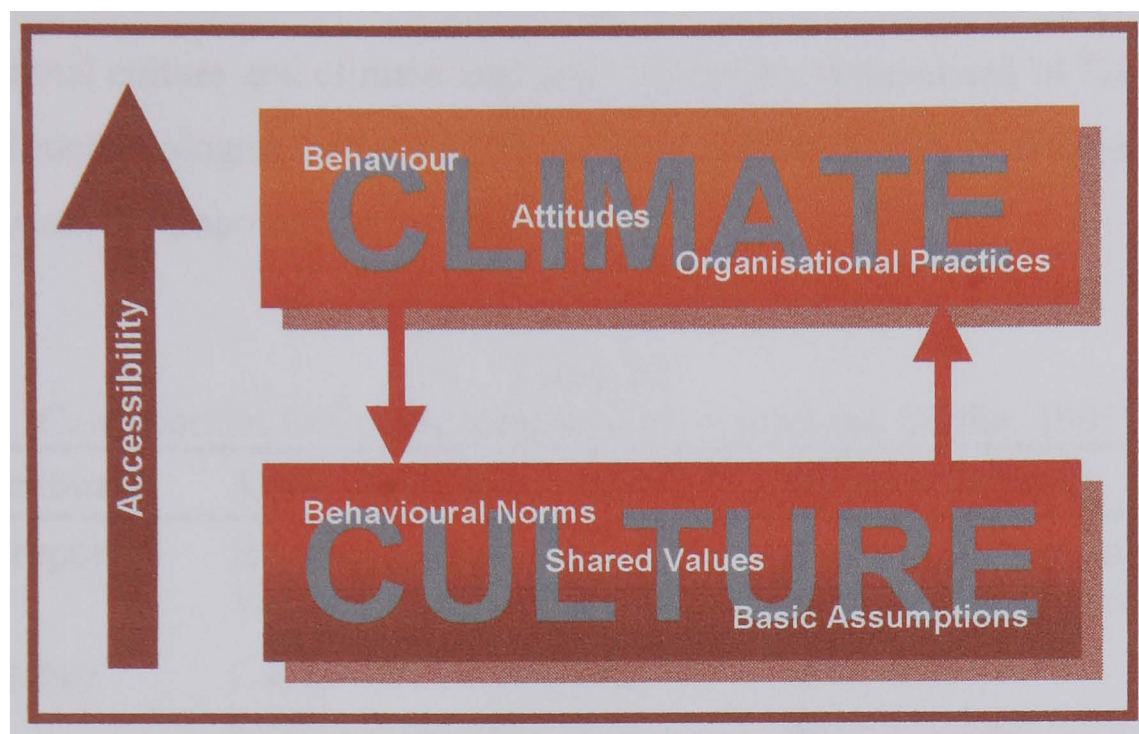 Accessibility
CLIMATE
Behaviour
Attitudes
Organisational Practices
CULTURE
Behavioural Norms
Shared Values
Basic Assumptions